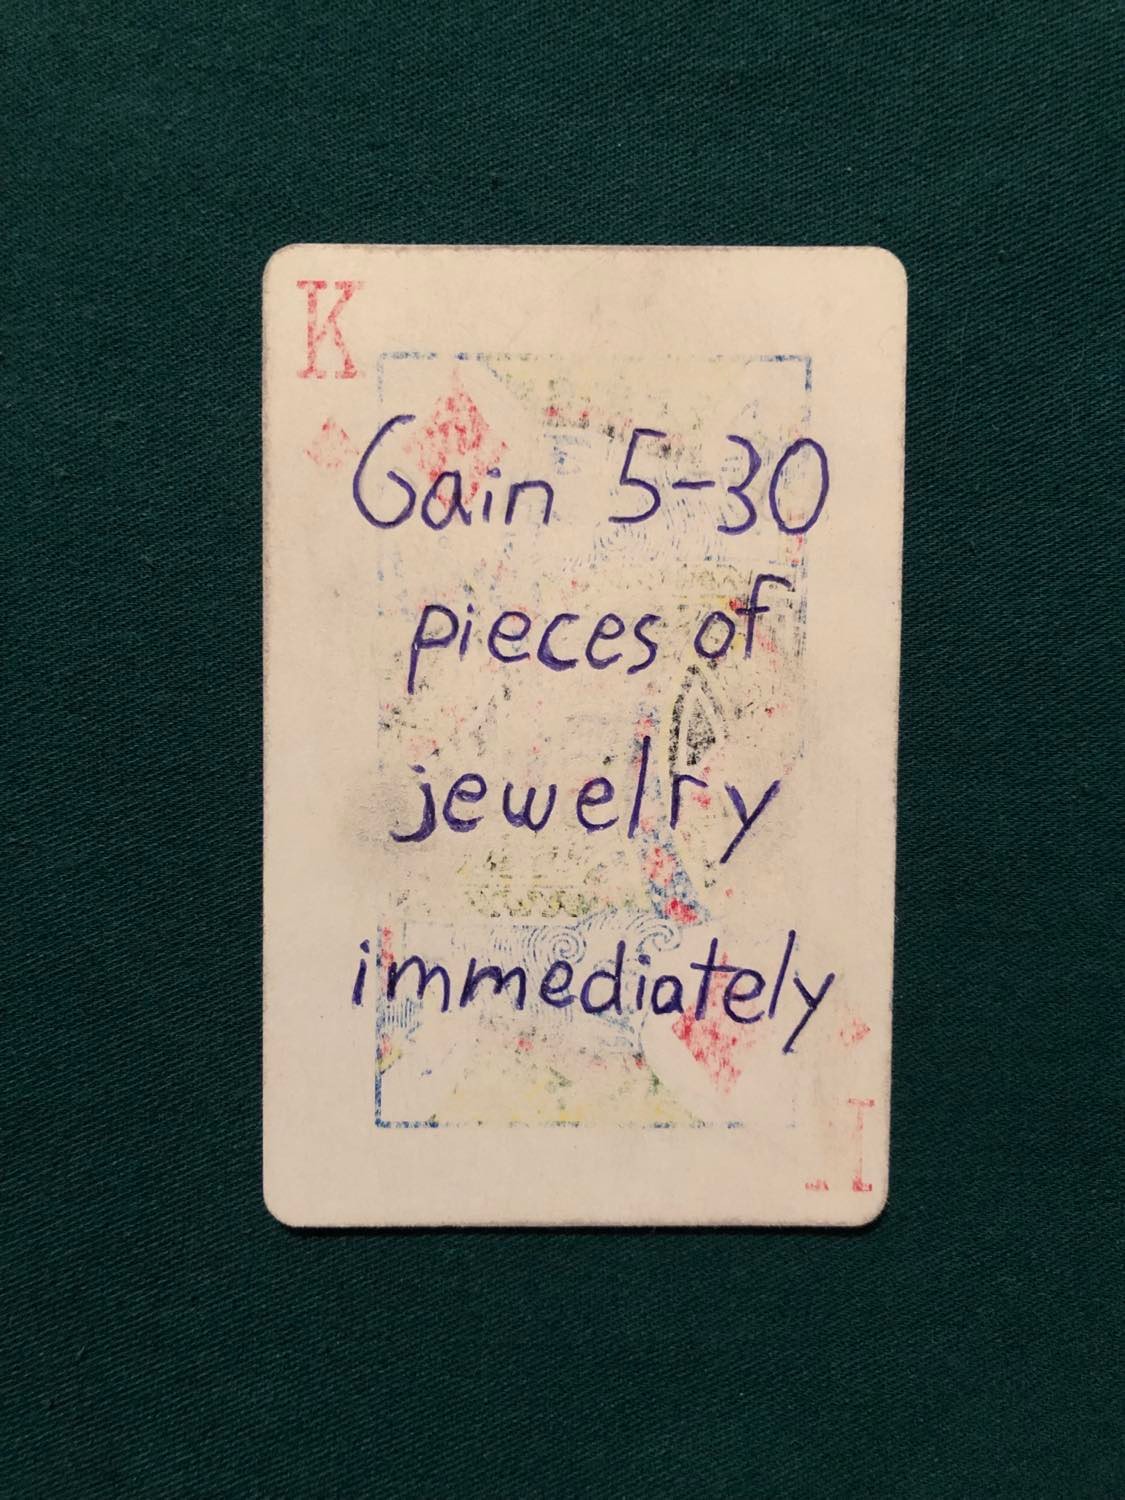 K
Gain 5-30
pieces of
jewelry
immediately